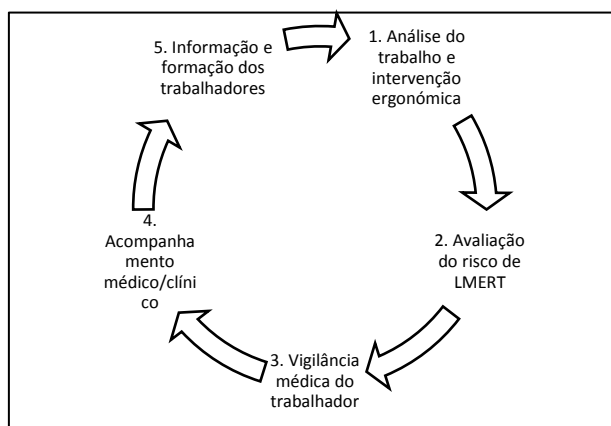 1. Análise do
trabalho e
intervenção
ergonómica
2. Avaliação
do risco de
LMERT
3. Vigilância
médica do
trabalhador
4.
Acompanha
mento
médico/clíni
co
5. Informação e
formação dos
trabalhadores